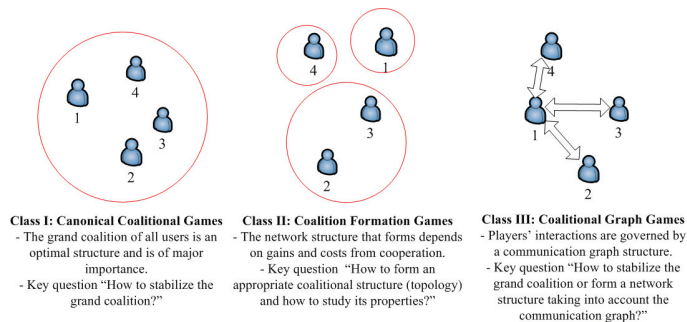 1
4
3
2
4
1
3
2
4
1
3
2
Class I: Canonical Coalitional Games
- The grand coalition of all users is an
optimal structure and is of major
importance.
- Key question "How to stabilize the
grand coalition?"
Class II: Coalition Formation Games
- The network structure that forms depends
on gains and costs from cooperation.
- Key question  "How to form an
appropriate coalitional structure (topology)
and how to study its properties?"
Class III: Coalitional Graph Games
- Players' interactions are governed by
a communication graph structure.
- Key question "How to stabilize the
grand coalition or form a network
structure taking into account the
communication graph?"